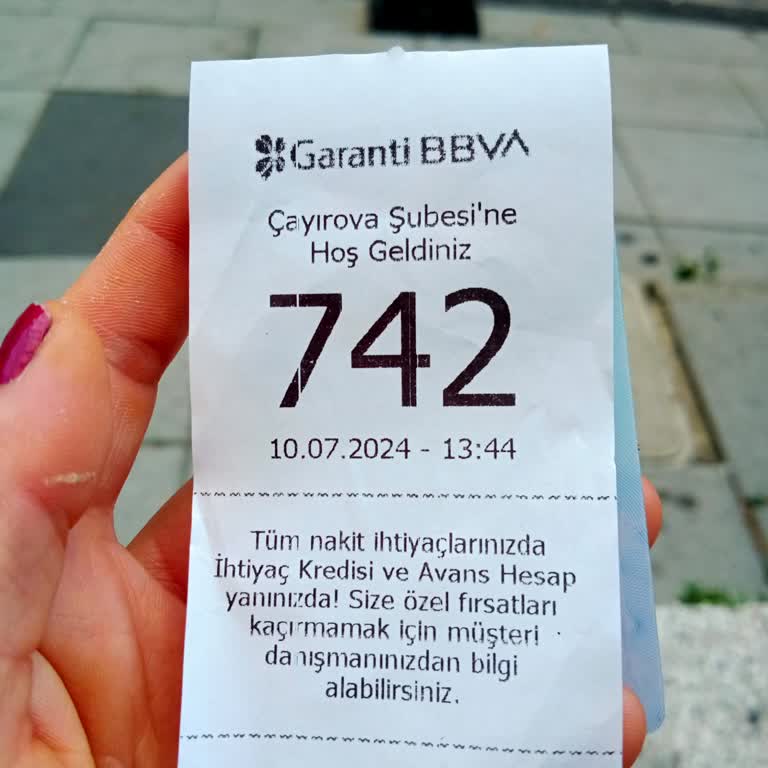 Garanti BBVA
Çayırova Şubesi'ne
Hoş Geldiniz
742
10.07.2024 - 13:44
Tüm nakit ihtiyaçlarınızda
İhtiyaç Kredisi ve Avans Hesap
yanınızda! Size özel fırsatları
kaçırmamak için müşteri
danışmanınızdan bilgi
alabilirsiniz.